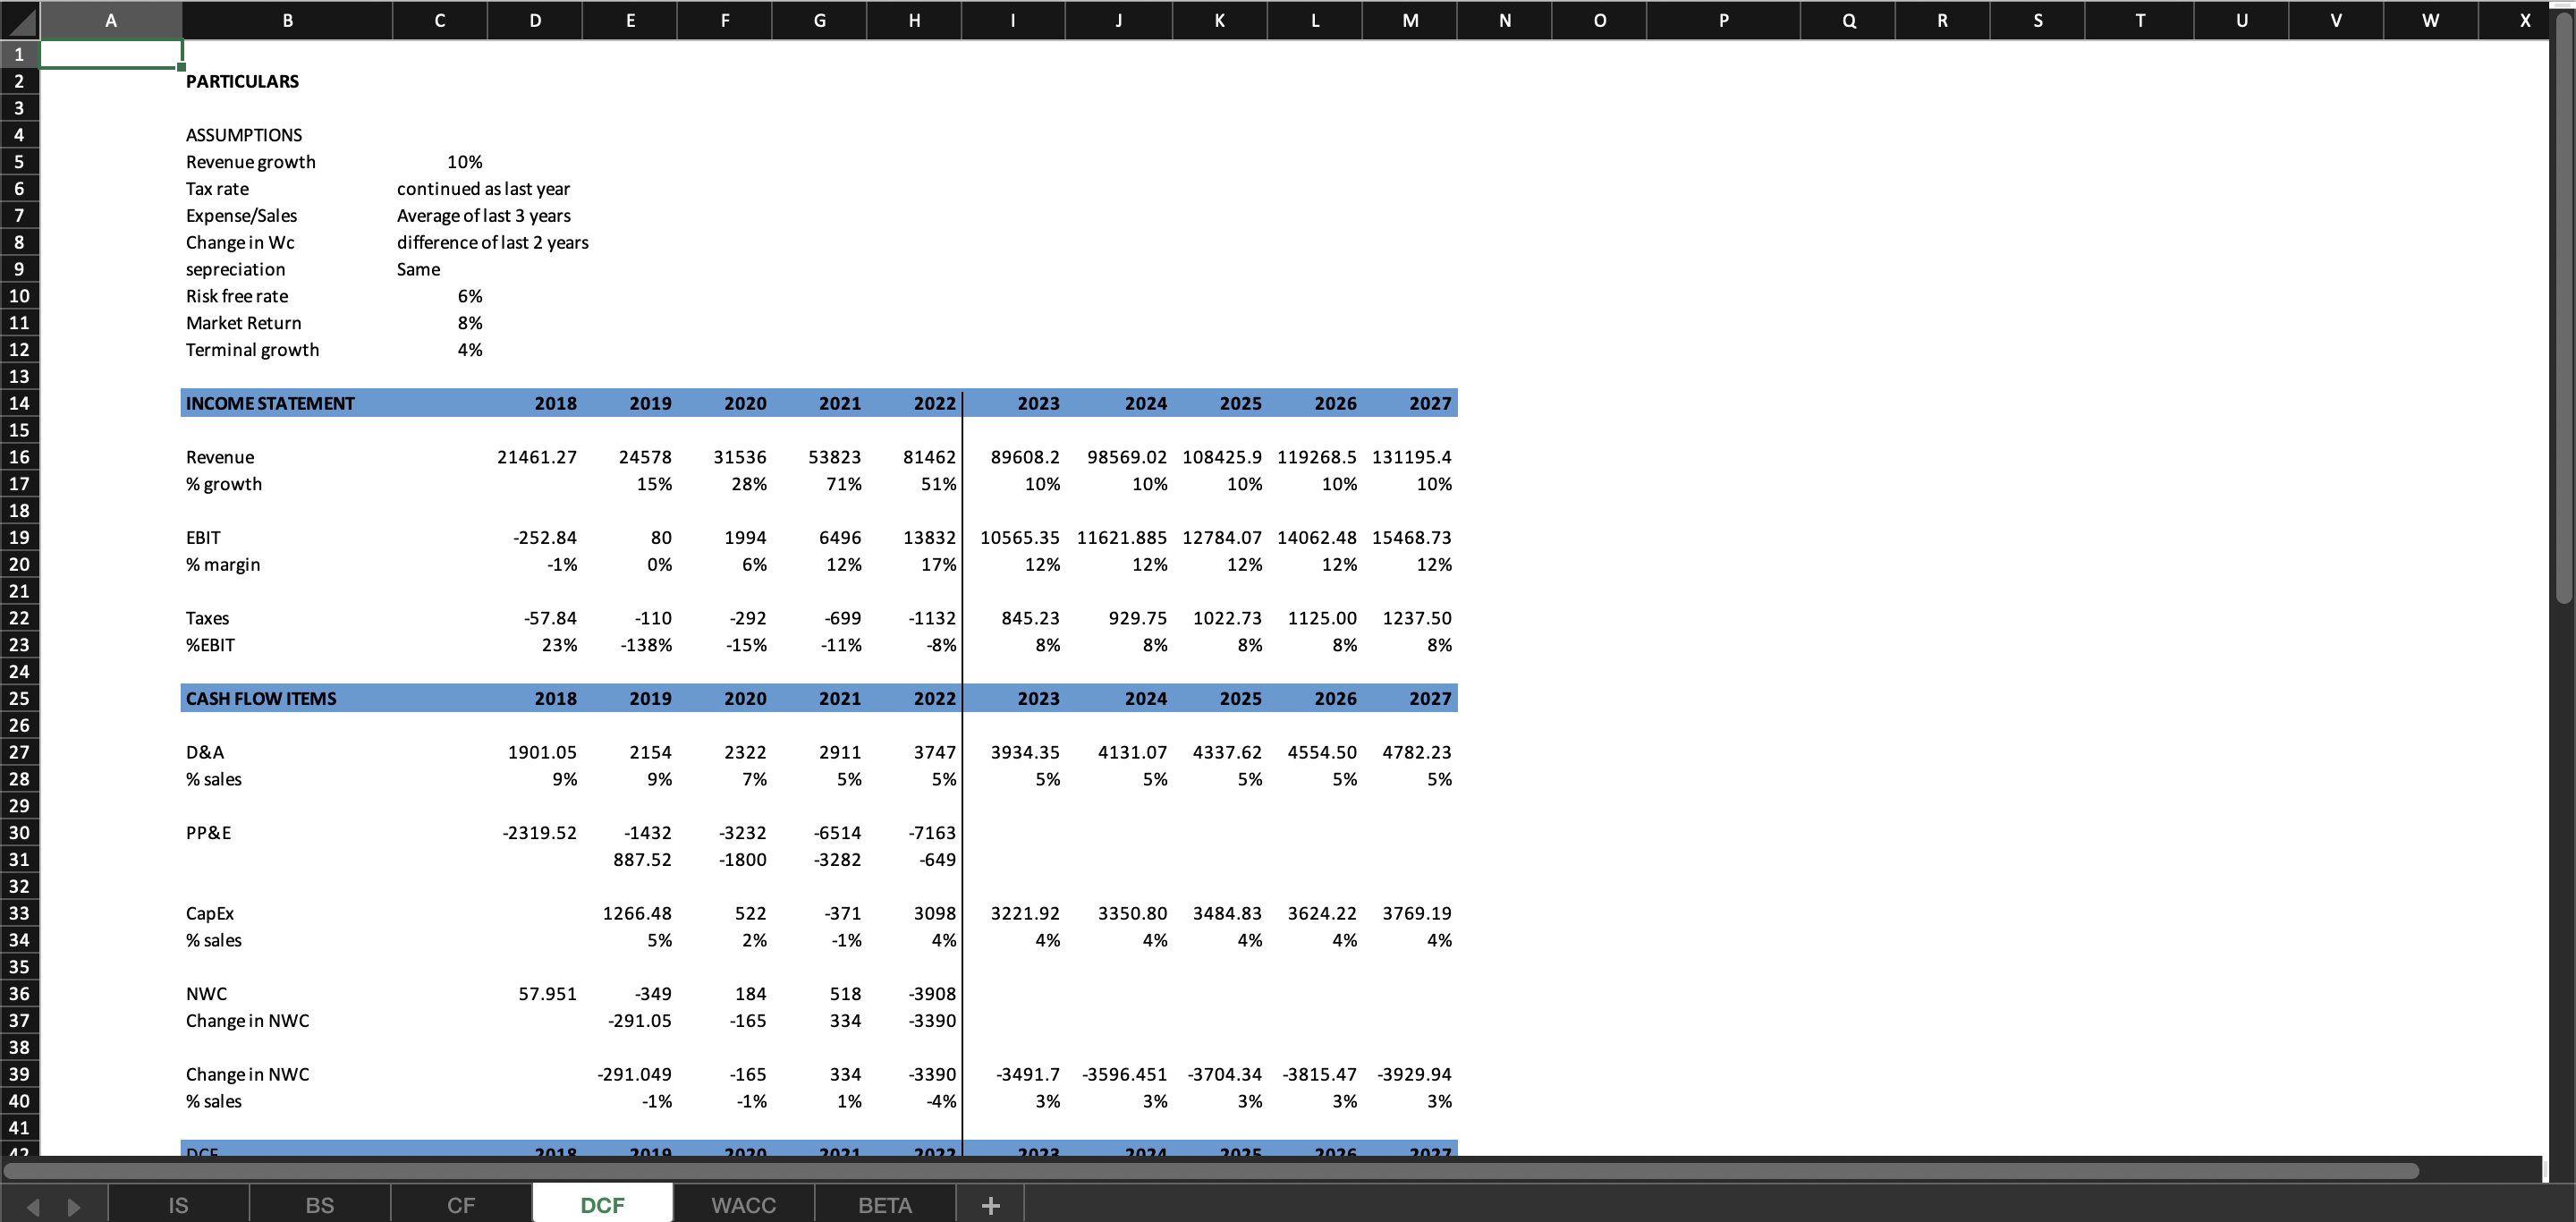 A B C D E F G H I J K L M N O P Q R S T U V W X
1
2 PARTICULARS
3
4 ASSUMPTIONS
5 Revenue growth 10%
6 Tax rate continued as last year
7 Expense/Sales Average of last 3 years
8 Change in Wc difference of last 2 years
9 sepreciation Same
10 Risk free rate 6%
11 Market Return 8%
12 Terminal growth 4%
13
14 INCOME STATEMENT 2018 2019 2020 2021 2022 2023 2024 2025 2026 2027
15
16 Revenue 21461.27 24578 31536 53823 81462 89608.2 98569.02 108425.9 119268.5 131195.4
17 % growth 15% 28% 71% 51% 10% 10% 10% 10% 10%
18
19 EBIT -252.84 80 1994 6496 13832 10565.35 11621.885 12784.07 14062.48 15468.73
20 % margin -1% 0% 6% 12% 17% 12% 12% 12% 12% 12%
21
22 Taxes -57.84 -110 -292 -699 -1132 845.23 929.75 1022.73 1125.00 1237.50
23 %EBIT 23% -138% -15% -11% -8% 8% 8% 8% 8% 8%
24
25 CASH FLOW ITEMS 2018 2019 2020 2021 2022 2023 2024 2025 2026 2027
26
27 D&A 1901.05 2154 2322 2911 3747 3934.35 4131.07 4337.62 4554.50 4782.23
28 % sales 9% 9% 7% 5% 5% 5% 5% 5% 5% 5%
29
30 PP&E -2319.52 -1432 -3232 -6514 -7163
31 887.52 -1800 -3282 -649
32
33 CapEx 1266.48 522 -371 3098 3221.92 3350.80 3484.83 3624.22 3769.19
34 % sales 5% 2% -1% 4% 4% 4% 4% 4% 4%
35
36 NWC 57.951 -349 184 518 -3908
37 Change in NWC -291.05 -165 334 -3390
38
39 Change in NWC -291.049 -165 334 -3390 -3491.7 -3596.451 -3704.34 -3815.47 -3929.94
40 % sales -1% -1% 1% -4% 3% 3% 3% 3% 3%
41
42 DCF 2018 2019 2020 2021 2022 2023 2024 2025 2026 2027
IS BS CF DCF WACC BETA +